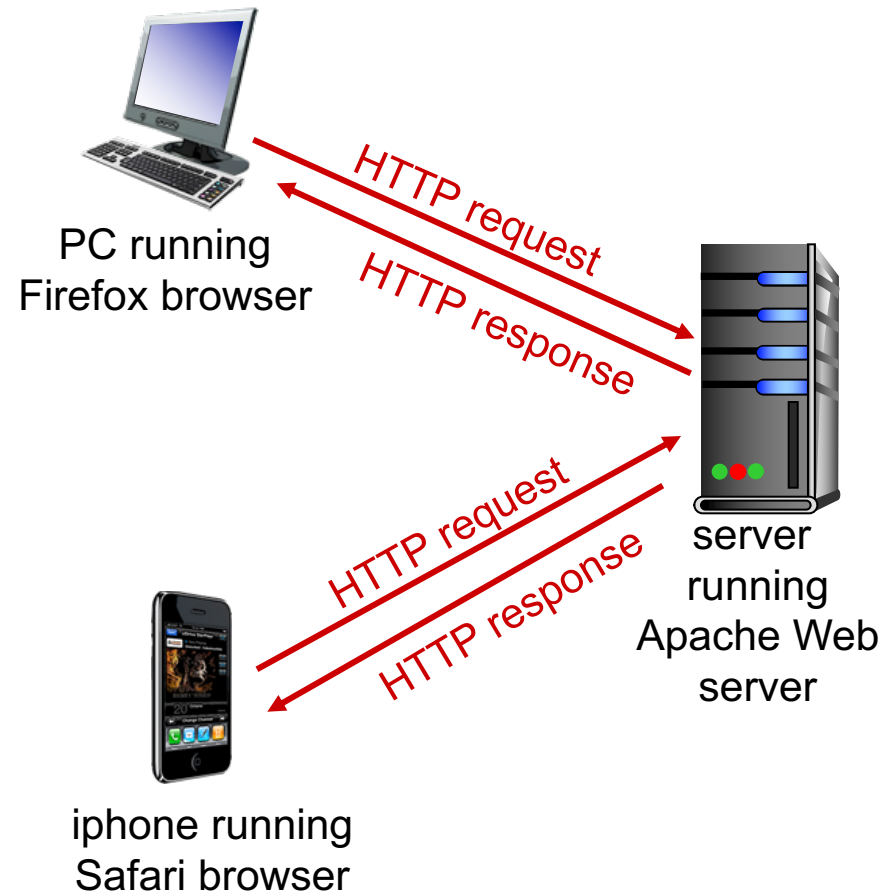 HTTP request
HTTP response
PC running
Firefox browser
HTTP request
HTTP response
server
running
Apache Web
server
iphone running
Safari browser